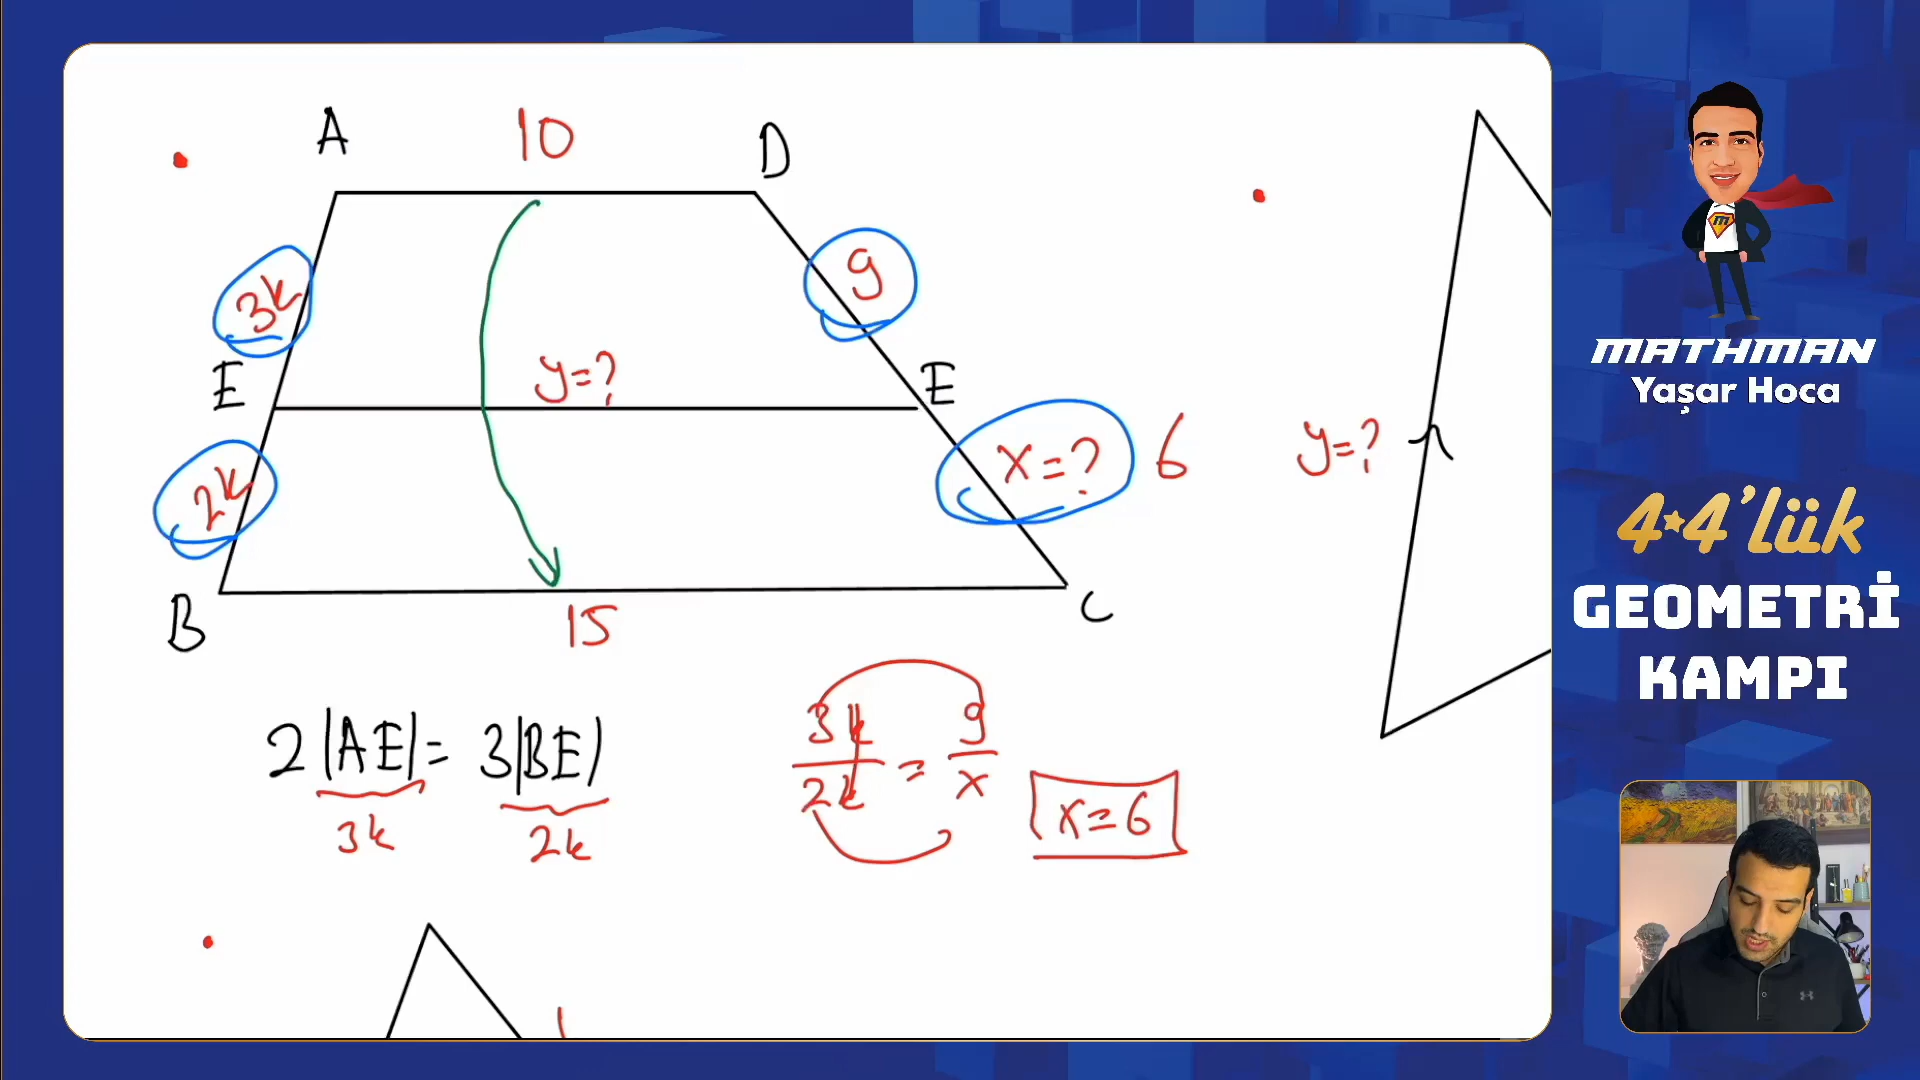 A
10
D
3k
9
E
y=?
E
2k
x=?
6
B
15
C
2|AE|= 3|BE|
3k
2k
3k/2k = 9/x
x=6
y=?
MATHMAN
Yaşar Hoca
4★4'lük
GEOMETRİ
KAMPI